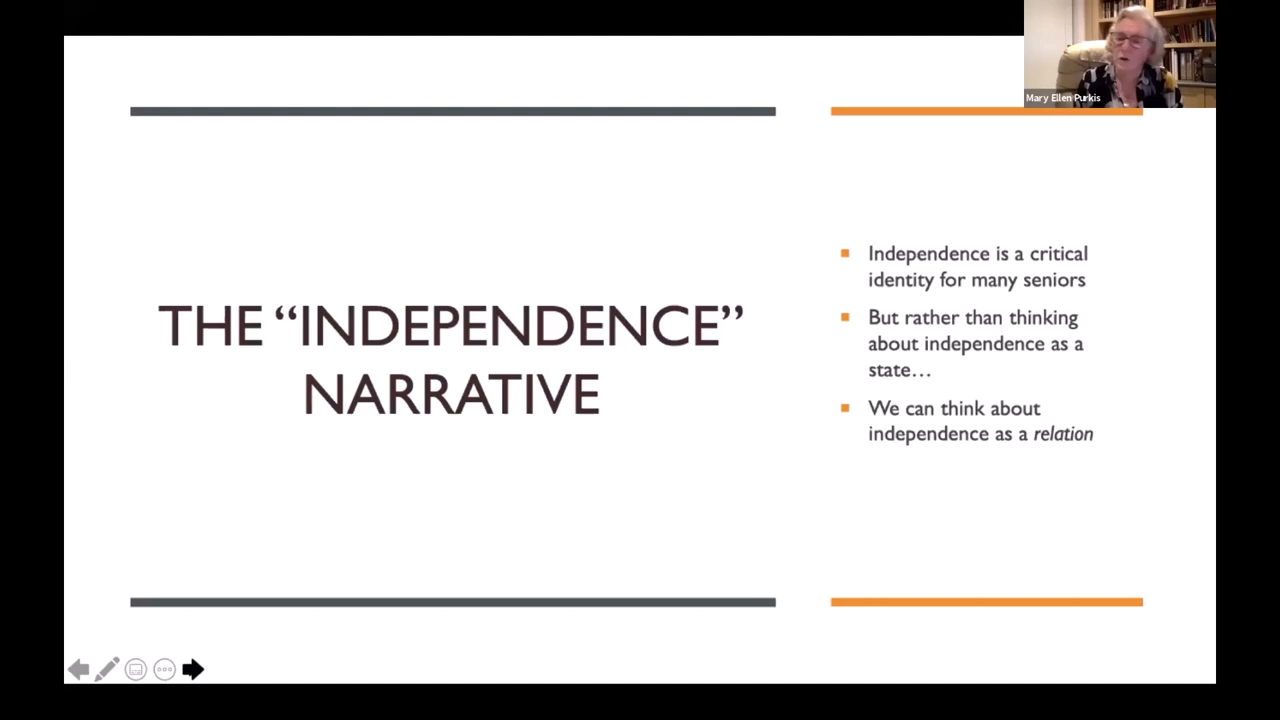 Mary Ellen Purkis
THE “INDEPENDENCE”
NARRATIVE
Independence is a critical
identity for many seniors
But rather than thinking
about independence as a
state…
We can think about
independence as a relation